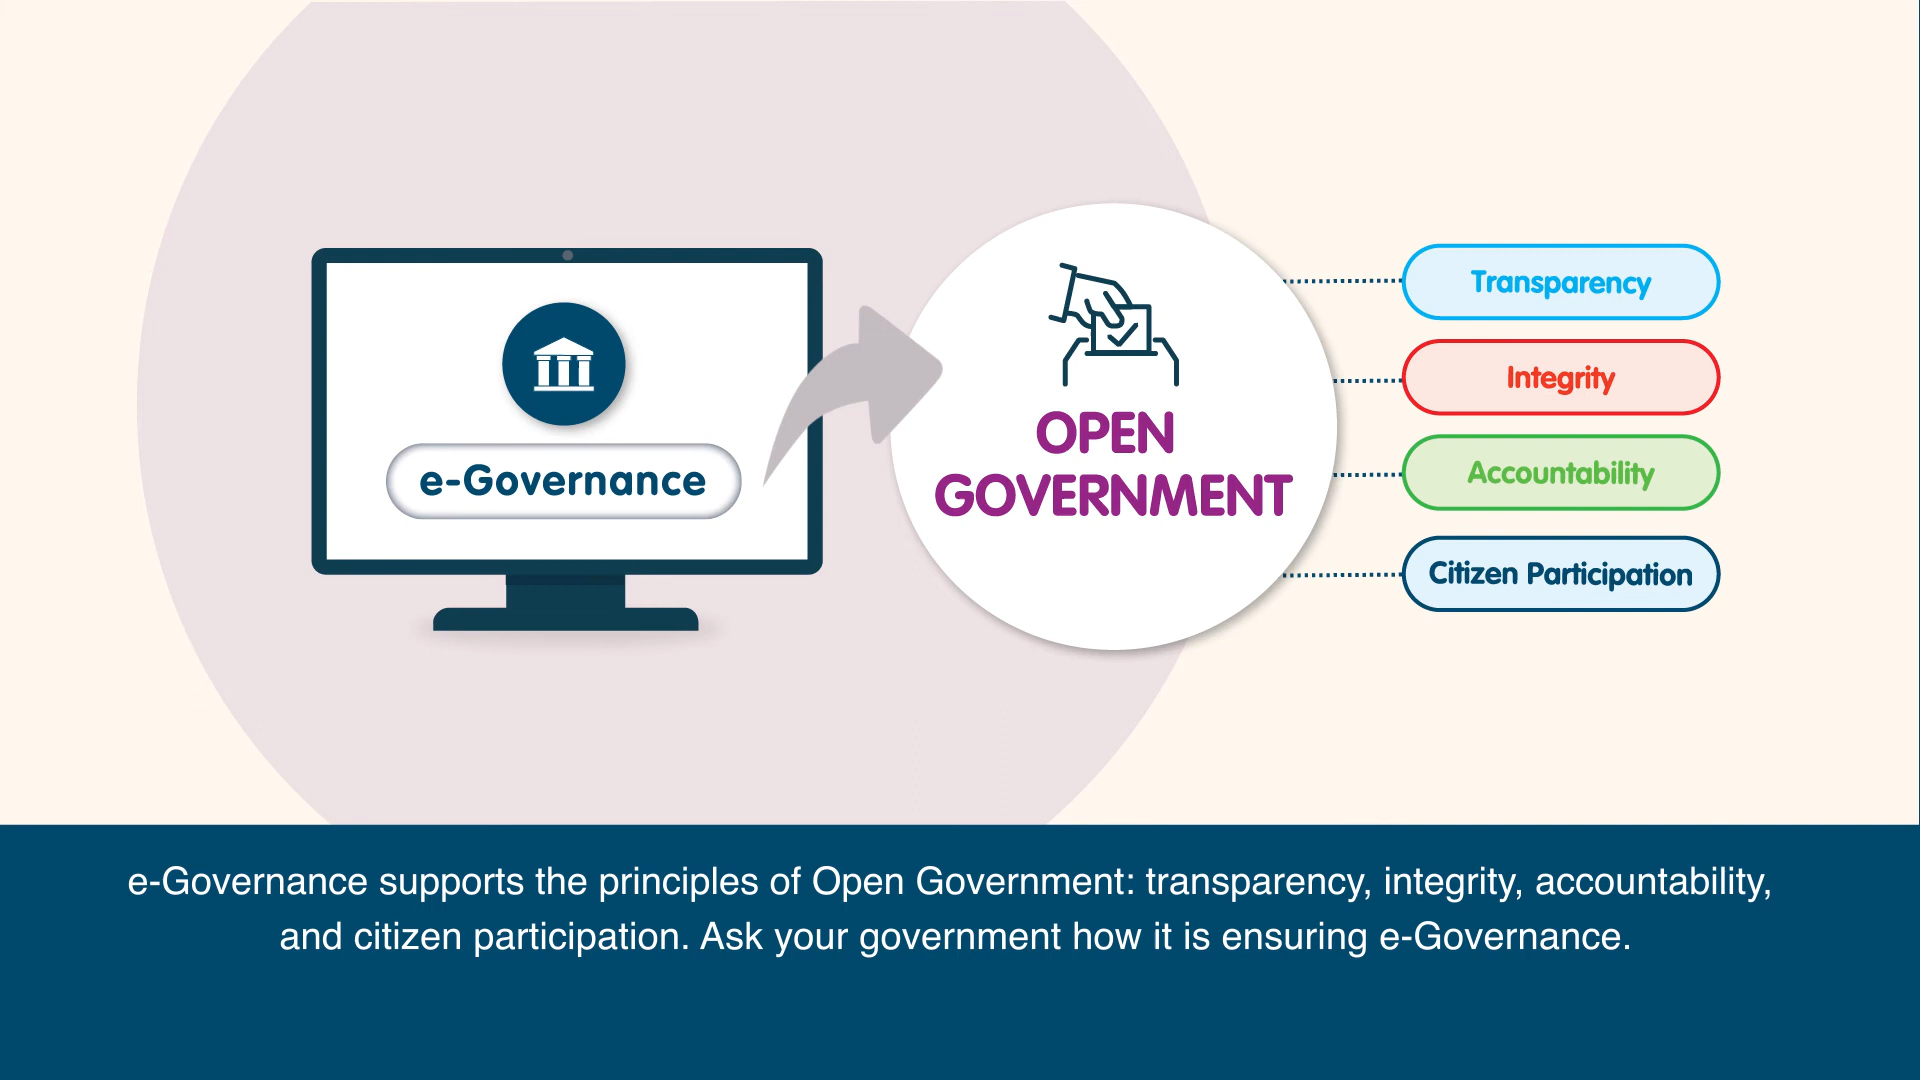 e-Governance
OPEN
GOVERNMENT
Transparency
Integrity
Accountability
Citizen Participation
e-Governance supports the principles of Open Government: transparency, integrity, accountability,
and citizen participation. Ask your government how it is ensuring e-Governance.